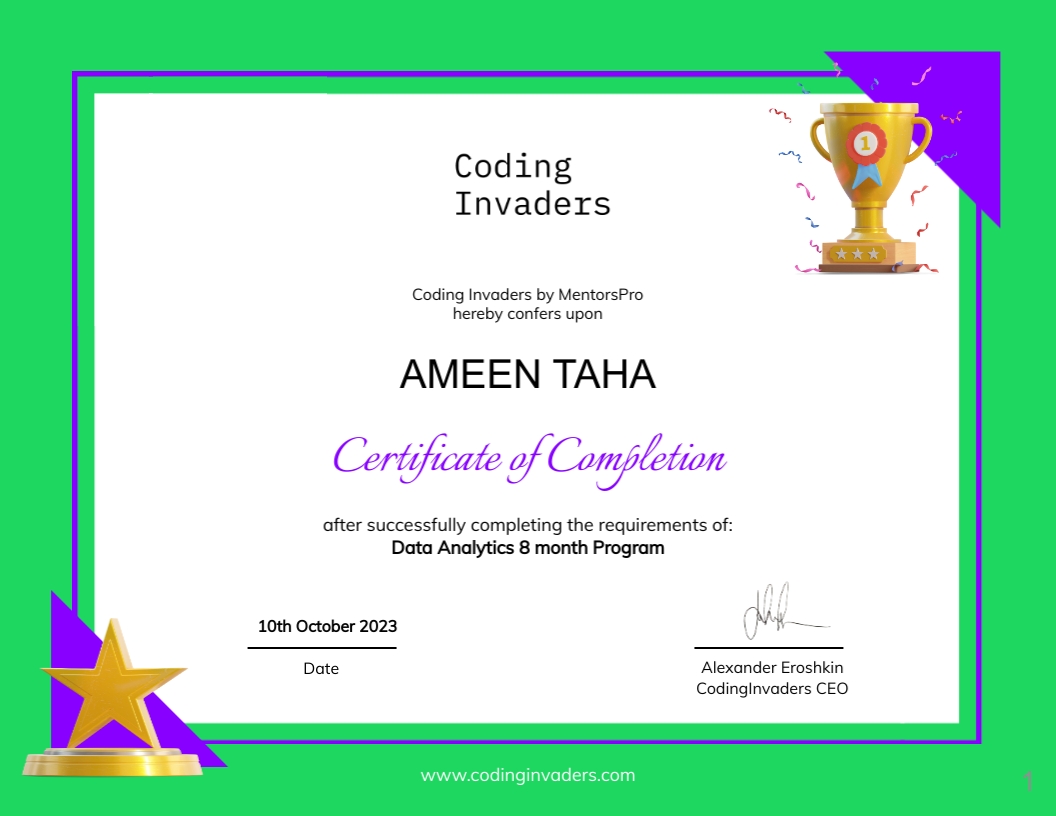 Coding
Invaders
1
Coding Invaders by MentorsPro
hereby confers upon
AMEEN TAHA
Certificate of Completion
after successfully completing the requirements of:
Data Analytics 8 month Program
10th October 2023
Date
Alexander Eroshkin
CodingInvaders CEO
www.codinginvaders.com
1